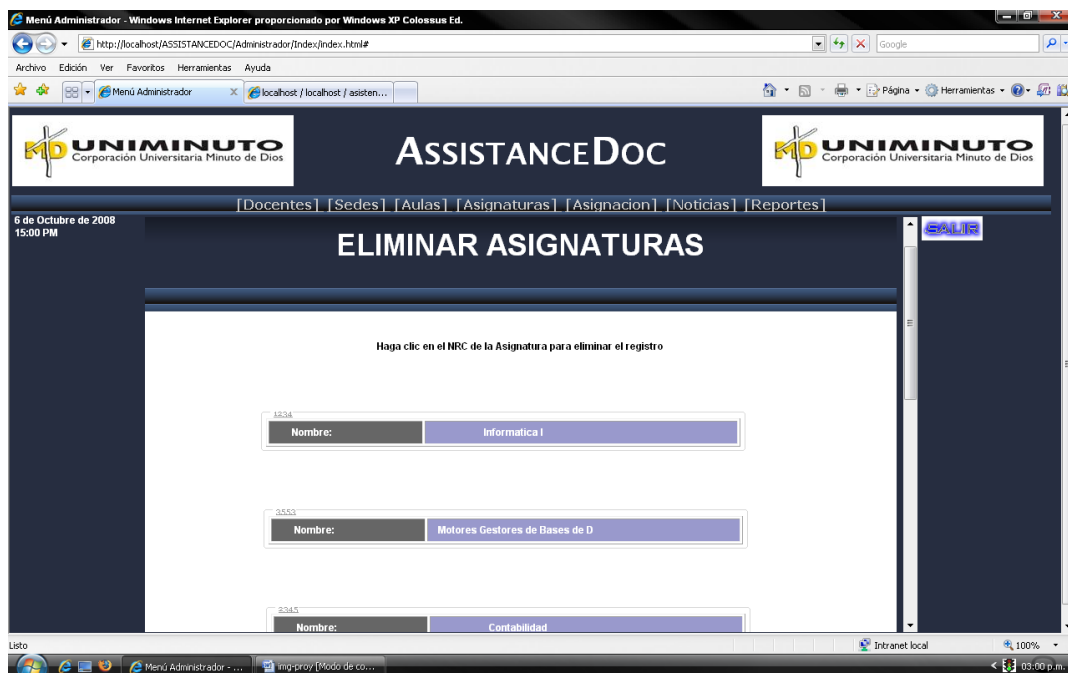 Menú Administrador - Windows Internet Explorer proporcionado por Windows XP Colossus Ed.
http://localhost/ASSISTANCEDOC/Administrador/Index/index.html#
Google
Archivo Edición Ver Favoritos Herramientas Ayuda
Menú Administrador
localhost / localhost / asisten...
Página
Herramientas
UNIMINUTO
Corporación Universitaria Minuto de Dios
ASSISTANCEDOC
UNIMINUTO
Corporación Universitaria Minuto de Dios
[Docentes] [Sedes] [Aulas] [Asignaturas] [Asignacion] [Noticias] [Reportes]
6 de Octubre de 2008
15:00 PM
ELIMINAR ASIGNATURAS
SALIR
Haga clic en el NRC de la Asignatura para eliminar el registro
1234
Nombre: Informatica I
3553
Nombre: Motores Gestores de Bases de D
2345
Nombre: Contabilidad
Listo
Intranet local
100%
Menú Administrador - ...
img-proy [Modo de co...
03:00 p.m.